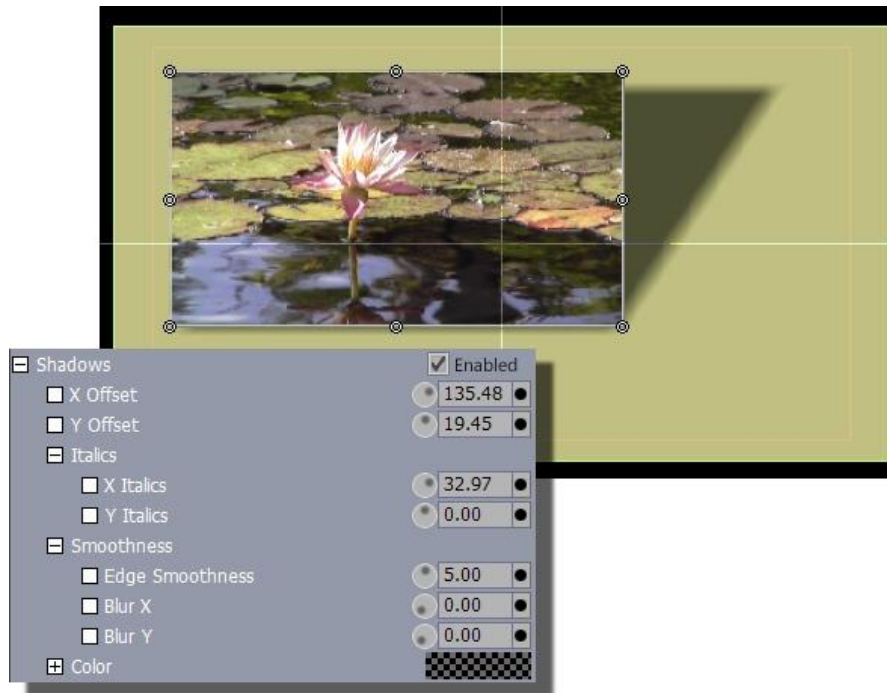 Shadows Enabled
X Offset 135.48
Y Offset 19.45
Italics
X Italics 32.97
Y Italics 0.00
Smoothness
Edge Smoothness 5.00
Blur X 0.00
Blur Y 0.00
Color